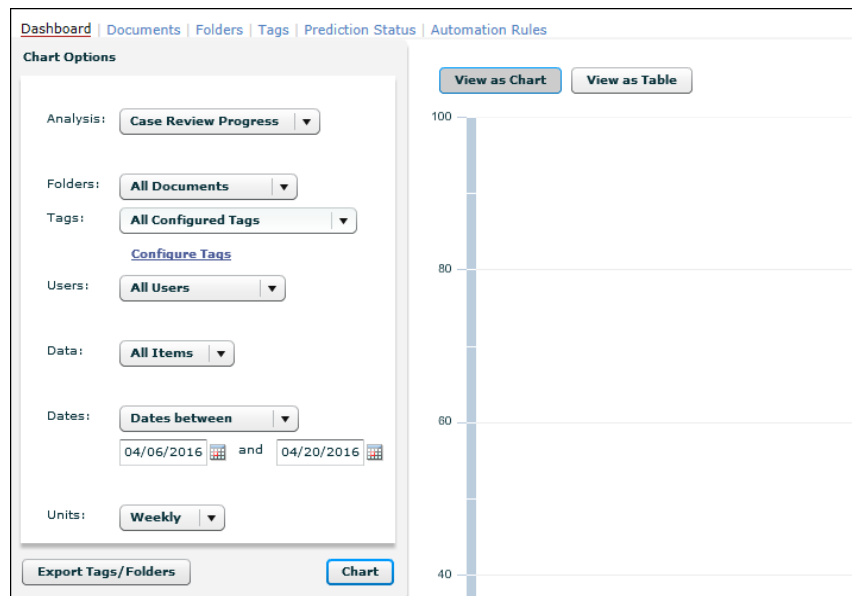 Dashboard | Documents | Folders | Tags | Prediction Status | Automation Rules
Chart Options
Analysis: Case Review Progress
Folders: All Documents
Tags: All Configured Tags
Configure Tags
Users: All Users
Data: All Items
Dates: Dates between
04/06/2016 and 04/20/2016
Units: Weekly
Export Tags/Folders Chart
View as Chart View as Table
100
80
60
40